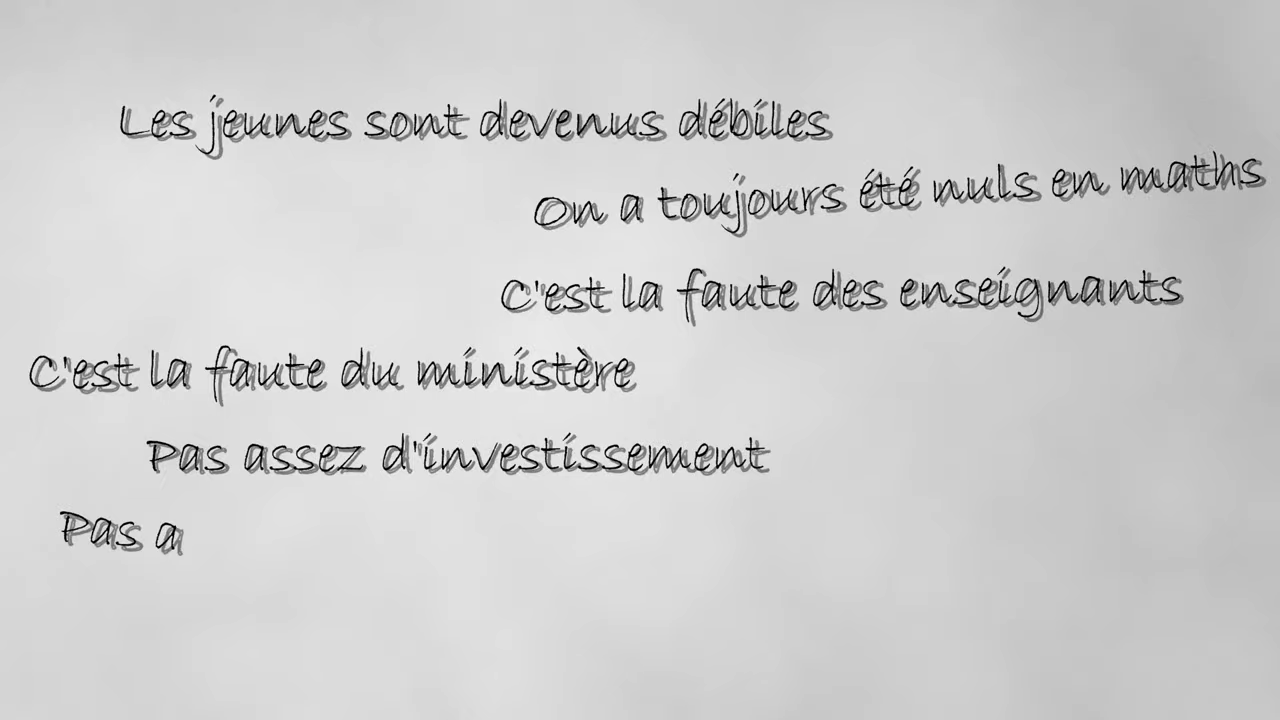 Les jeunes sont devenus débiles
On a toujours été nuls en maths
C'est la faute des enseignants
C'est la faute du ministère
Pas assez d'investissement
Pas a